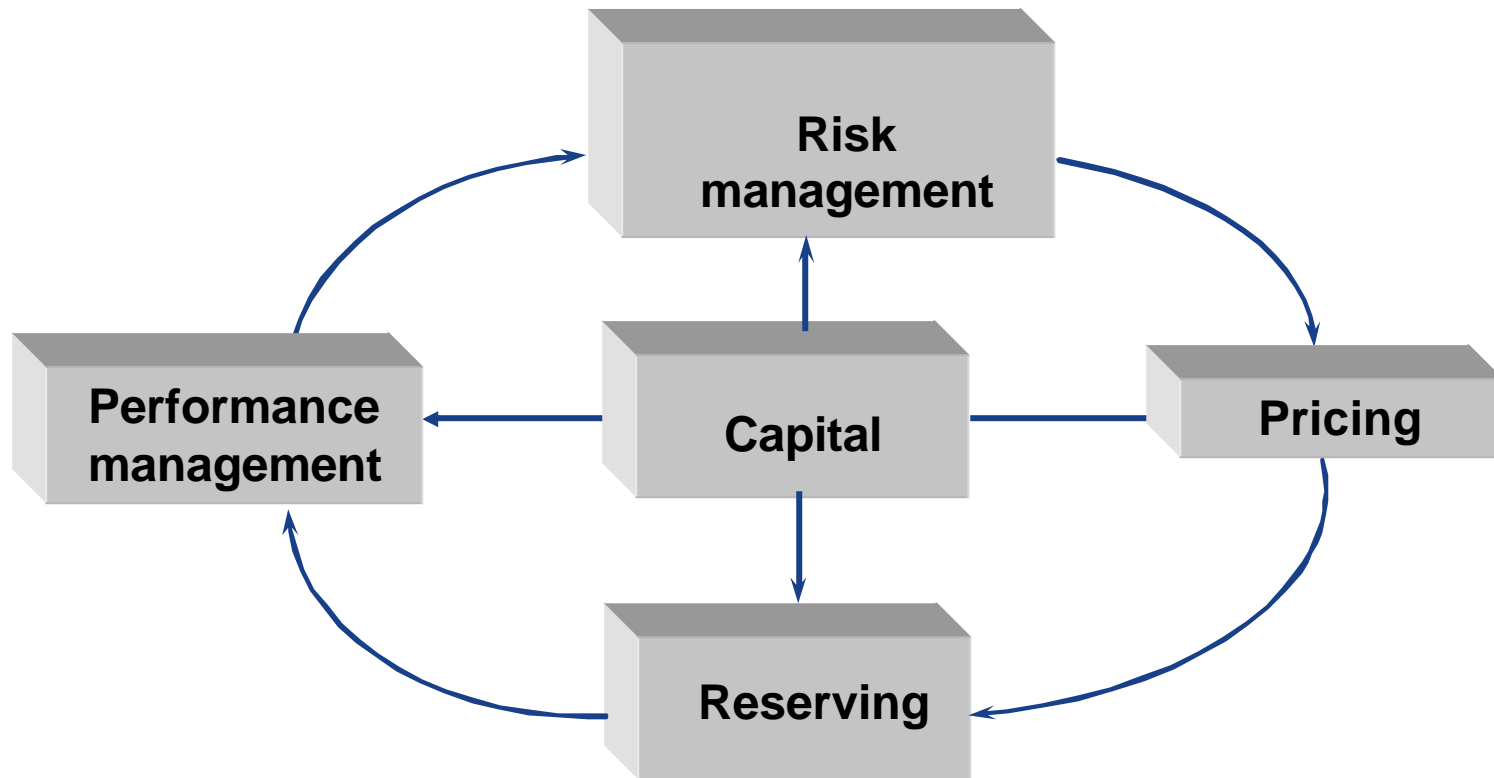 Risk
management
Performance
management
Capital
Pricing
Reserving